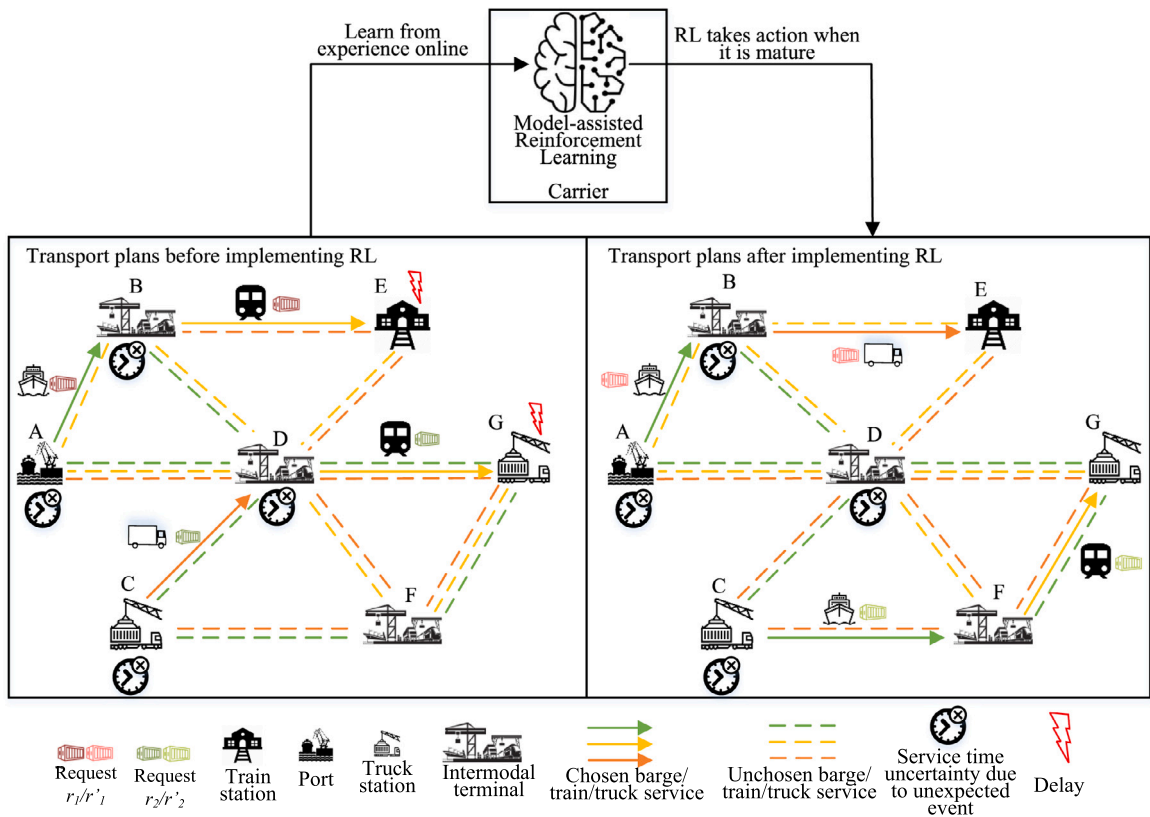 Learn from
experience online
RL takes action when
it is mature
Model-assisted
Reinforcement
Learning
Carrier
Transport plans before implementing RL
B
E
A
D
G
C
F
Transport plans after implementing RL
B
E
A
D
G
C
F
Request
r1/r'1
Request
r2/r'2
Train
station
Port
Truck
station
Intermodal
terminal
Chosen barge/
train/truck service
Unchosen barge/
train/truck service
Service time
uncertainty due
to unexpected
event
Delay